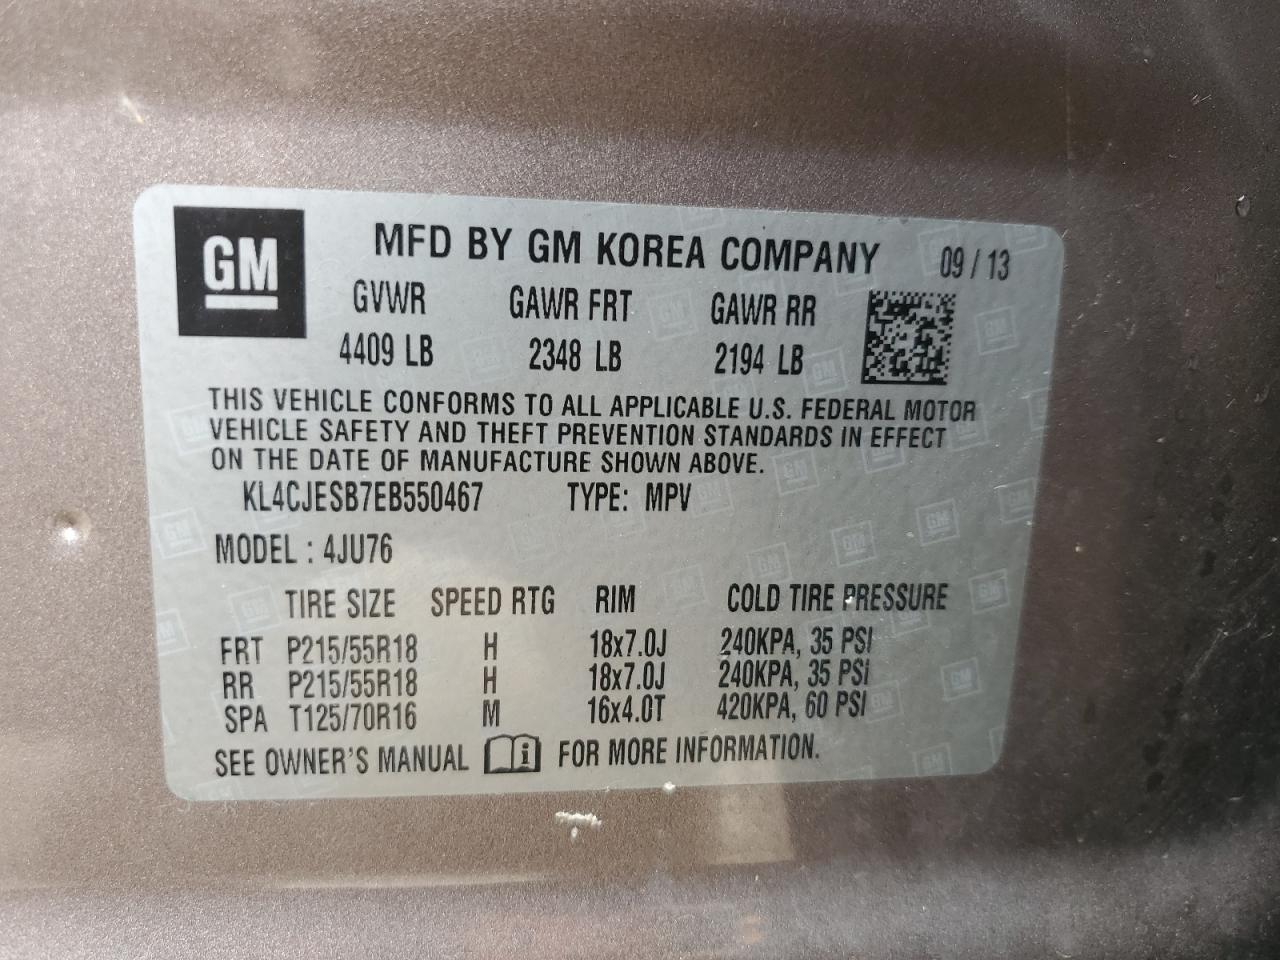 GM
MFD BY GM KOREA COMPANY 09 / 13
GVWR GAWR FRT GAWR RR
4409 LB 2348 LB 2194 LB
THIS VEHICLE CONFORMS TO ALL APPLICABLE U.S. FEDERAL MOTOR
VEHICLE SAFETY AND THEFT PREVENTION STANDARDS IN EFFECT
ON THE DATE OF MANUFACTURE SHOWN ABOVE.
KL4CJESB7EB550467 TYPE: MPV
MODEL : 4JU76
TIRE SIZE SPEED RTG RIM COLD TIRE PRESSURE
FRT P215/55R18 H 18x7.0J 240KPA, 35 PSI
RR P215/55R18 H 18x7.0J 240KPA, 35 PSI
SPA T125/70R16 M 16x4.0T 420KPA, 60 PSI
SEE OWNER'S MANUAL i FOR MORE INFORMATION.